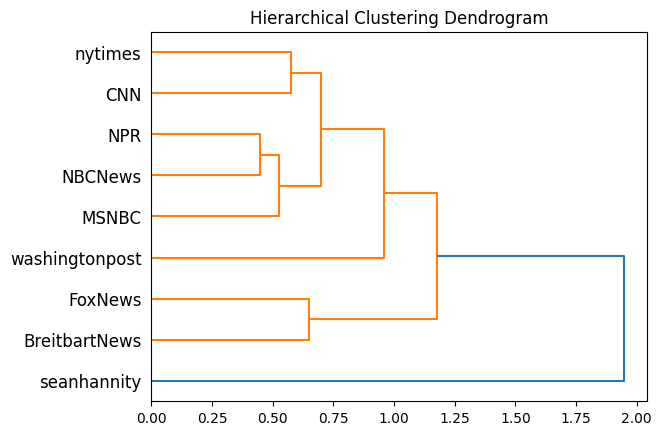 Hierarchical Clustering Dendrogram
nytimes
CNN
NPR
NBCNews
MSNBC
washingtonpost
FoxNews
BreitbartNews
seanhannity
0.00 0.25 0.50 0.75 1.00 1.25 1.50 1.75 2.00